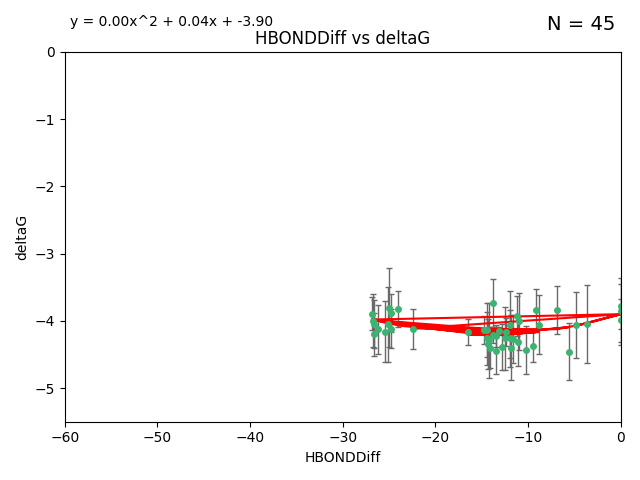 y = 0.00x^2 + 0.04x + -3.90
N = 45
HBONDDiff vs deltaG
0
−1
−2
−3
−4
−5
deltaG
−60 −50 −40 −30 −20 −10 0
HBONDDiff